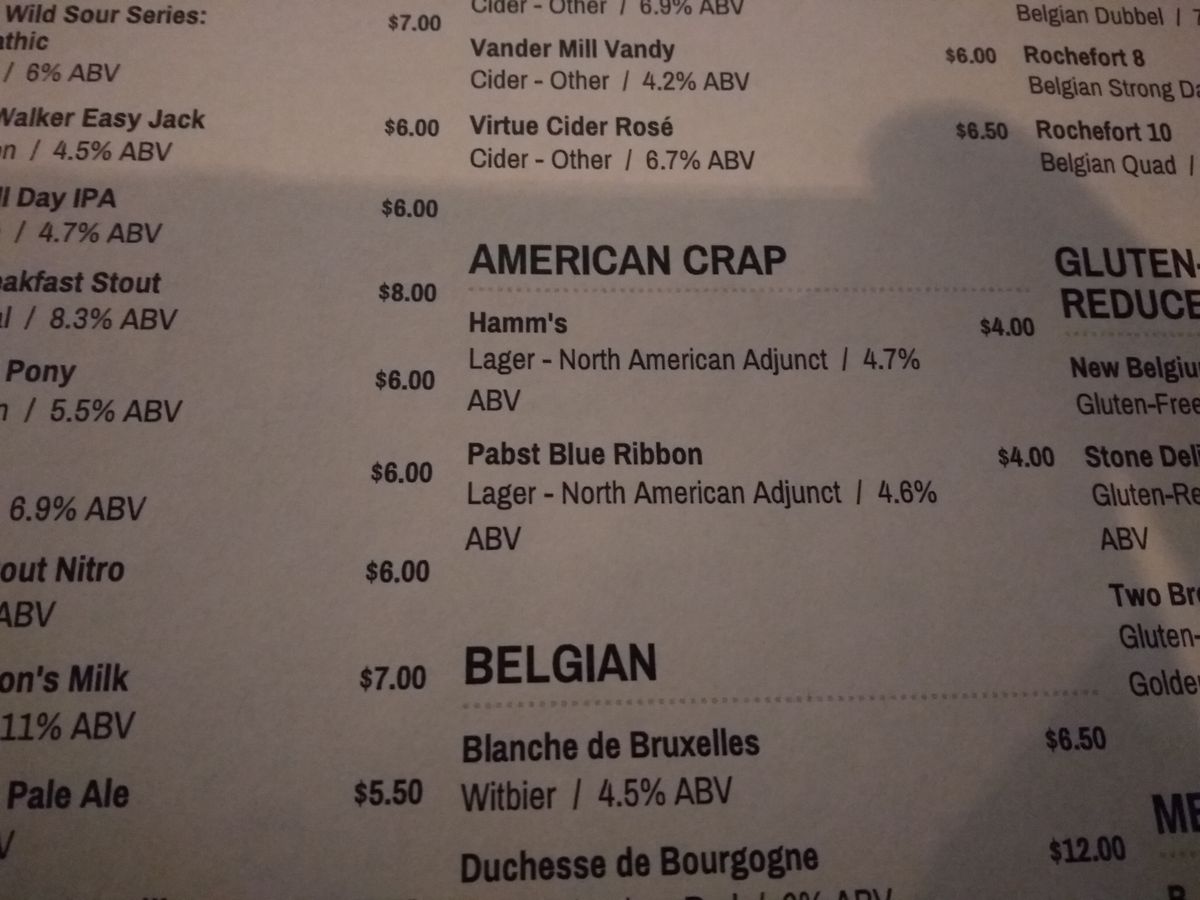 Wild Sour Series:
/ 6% ABV
$7.00
Walker Easy Jack
/ 4.5% ABV
$6.00
Day IPA
/ 4.7% ABV
$6.00
Stout
/ 8.3% ABV
$8.00
Pony
/ 5.5% ABV
$6.00
6.9% ABV
$6.00
Nitro
ABV
$6.00
Milk
11% ABV
$7.00
Pale Ale
$5.50
Cider - Other / 6.9% ABV
Vander Mill Vandy
Cider - Other / 4.2% ABV
$6.00
Virtue Cider Rosé
Cider - Other / 6.7% ABV
$6.50
AMERICAN CRAP
Hamm's
$4.00
Lager - North American Adjunct / 4.7%
ABV
Pabst Blue Ribbon
$4.00
Lager - North American Adjunct / 4.6%
ABV
BELGIAN
Blanche de Bruxelles
$6.50
Witbier / 4.5% ABV
Duchesse de Bourgogne
$12.00
Belgian Dubbel |
Rochefort 8
Belgian Strong
Rochefort 10
Belgian Quad |
GLUTEN-
REDUCE
New
Gluten-Free
Stone
ABV
Two
Gluten-